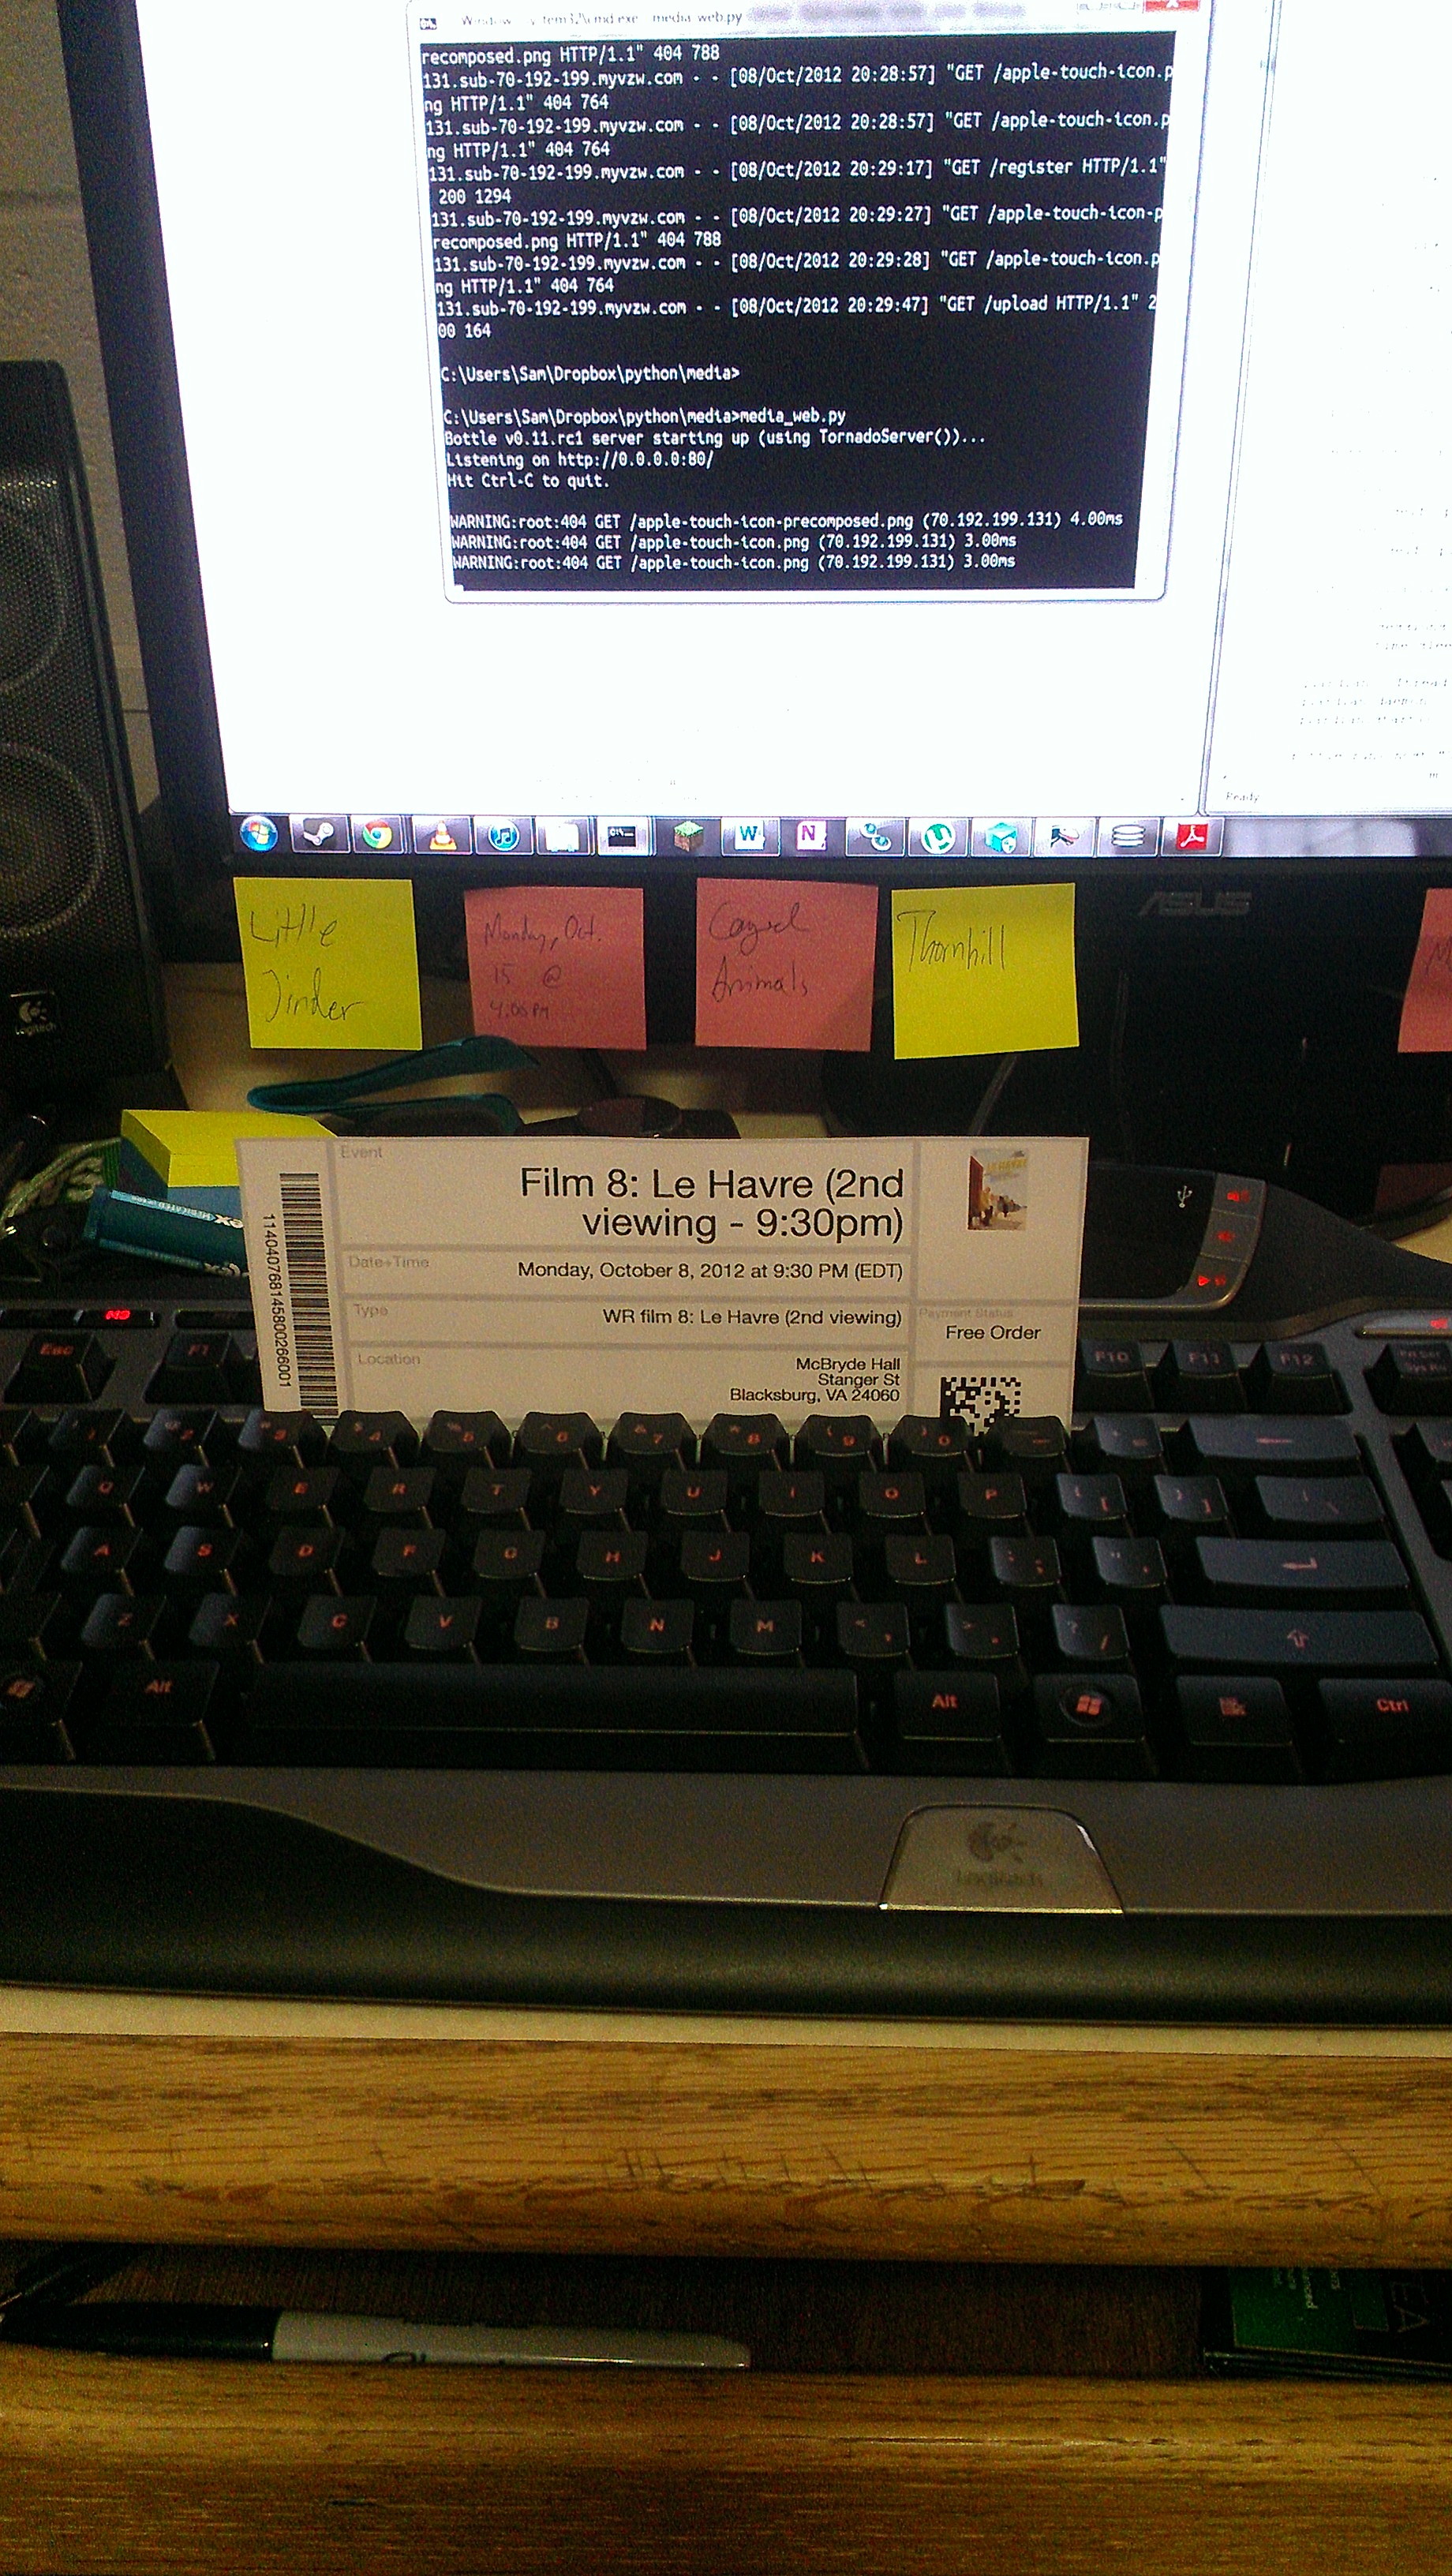 media_web.py
recomposed.png HTTP/1.1" 404 788
131.sub-70-192-199.myvzw.com - - [08/Oct/2012 20:28:57] "GET /apple-touch-icon.p
ng HTTP/1.1" 404 764
131.sub-70-192-199.myvzw.com - - [08/Oct/2012 20:28:57] "GET /apple-touch-icon.p
ng HTTP/1.1" 404 764
131.sub-70-192-199.myvzw.com - - [08/Oct/2012 20:29:17] "GET /register HTTP/1.1"
200 1294
131.sub-70-192-199.myvzw.com - - [08/Oct/2012 20:29:27] "GET /apple-touch-icon-p
recomposed.png HTTP/1.1" 404 788
131.sub-70-192-199.myvzw.com - - [08/Oct/2012 20:29:28] "GET /apple-touch-icon.p
ng HTTP/1.1" 404 764
131.sub-70-192-199.myvzw.com - - [08/Oct/2012 20:29:47] "GET /upload HTTP/1.1" 2
00 164
C:\Users\Sam\Dropbox\python\media>
C:\Users\Sam\Dropbox\python\media>media_web.py
Bottle v0.11.rc1 server starting up (using TornadoServer())...
Listening on http://0.0.0.0:80/
Hit Ctrl-C to quit.
WARNING:root:404 GET /apple-touch-icon-precomposed.png (70.192.199.131) 4.00ms
WARNING:root:404 GET /apple-touch-icon.png (70.192.199.131) 3.00ms
WARNING:root:404 GET /apple-touch-icon.png (70.192.199.131) 3.00ms
Ready
ASUS
Little
Jinder
Monday, Oct.
15 @
4:00 PM
Caged
Animals
Thornhill
M
Logitech
Event
Film 8: Le Havre (2nd
viewing - 9:30pm)
Date+Time
Monday, October 8, 2012 at 9:30 PM (EDT)
Type
WR film 8: Le Havre (2nd viewing)
Payment Status
Free Order
Location
McBryde Hall
Stanger St
Blacksburg, VA 24060
114040768145800266001
Esc F1 F10 F11 F12
3 4 5 6 7 8 9 0
Q W E R T Y U I O P
A S D F G H J K L
Z X C V B N M
Alt Alt Ctrl
Logitech